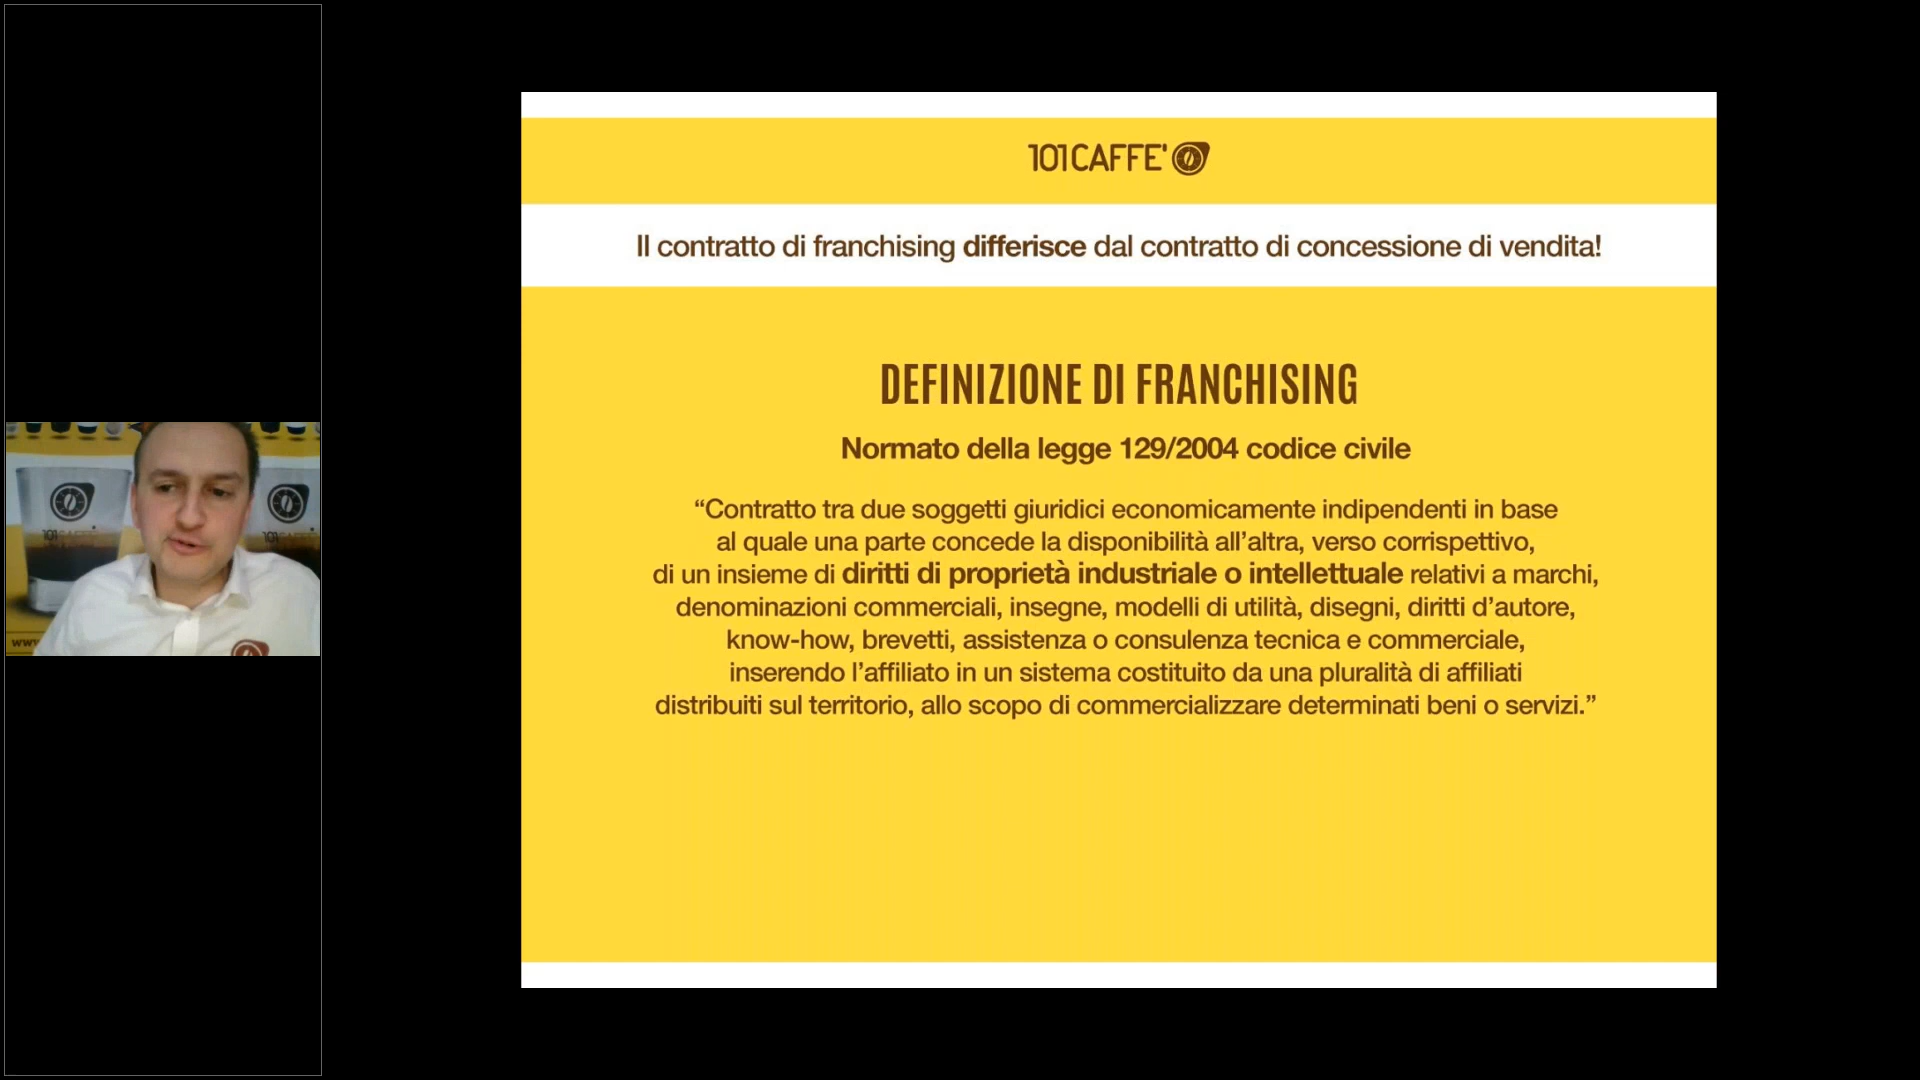 101CAFFE'
Il contratto di franchising differisce dal contratto di concessione di vendita!
DEFINIZIONE DI FRANCHISING
Normato della legge 129/2004 codice civile
“Contratto tra due soggetti giuridici economicamente indipendenti in base
al quale una parte concede la disponibilità all’altra, verso corrispettivo,
di un insieme di diritti di proprietà industriale o intellettuale relativi a marchi,
denominazioni commerciali, insegne, modelli di utilità, disegni, diritti d’autore,
know-how, brevetti, assistenza o consulenza tecnica e commerciale,
inserendo l’affiliato in un sistema costituito da una pluralità di affiliati
distribuiti sul territorio, allo scopo di commercializzare determinati beni o servizi.”
101CAFFE'
101
www